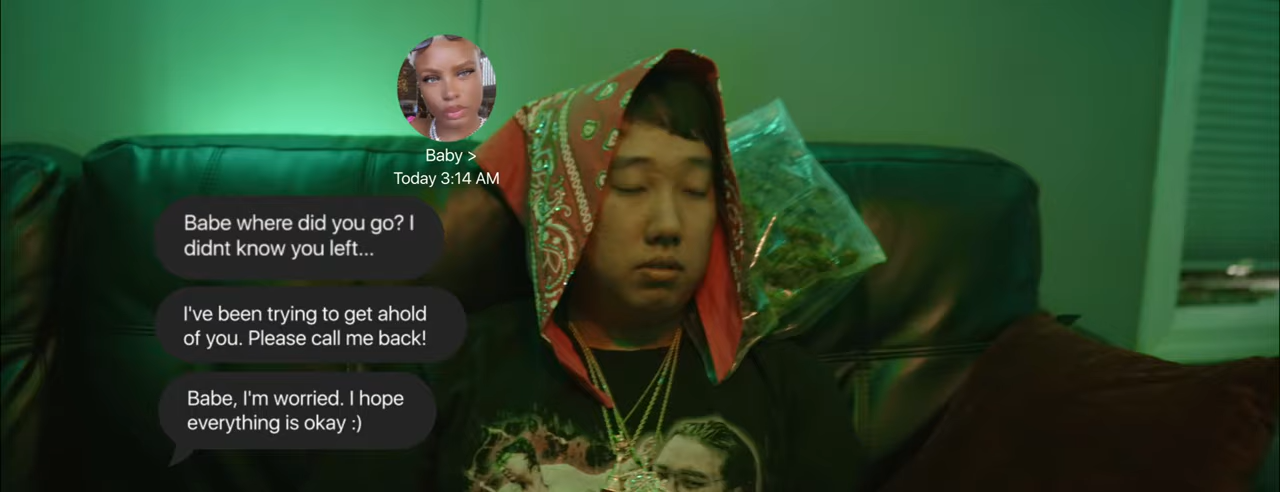 Baby >
Today 3:14 AM
Babe where did you go? I
didnt know you left...
I've been trying to get ahold
of you. Please call me back!
Babe, I'm worried. I hope
everything is okay :)